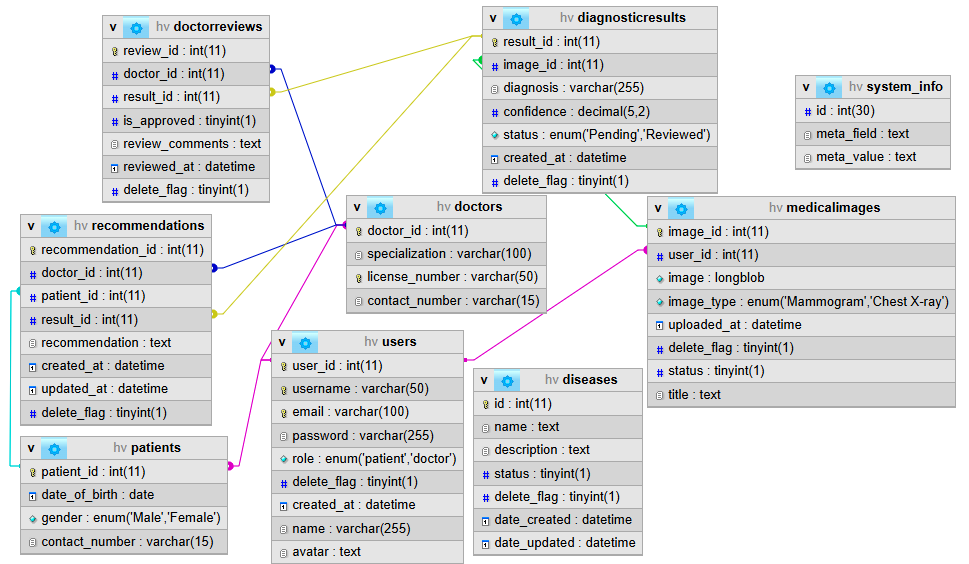 v hv doctorreviews
review_id : int(11)
doctor_id : int(11)
result_id : int(11)
is_approved : tinyint(1)
review_comments : text
reviewed_at : datetime
delete_flag : tinyint(1)
v hv diagnosticresults
result_id : int(11)
image_id : int(11)
diagnosis : varchar(255)
confidence : decimal(5,2)
status : enum('Pending','Reviewed')
created_at : datetime
delete_flag : tinyint(1)
v hv system_info
id : int(30)
meta_field : text
meta_value : text
v hv recommendations
recommendation_id : int(11)
doctor_id : int(11)
patient_id : int(11)
result_id : int(11)
recommendation : text
created_at : datetime
updated_at : datetime
delete_flag : tinyint(1)
v hv doctors
doctor_id : int(11)
specialization : varchar(100)
license_number : varchar(50)
contact_number : varchar(15)
v hv medicalimages
image_id : int(11)
user_id : int(11)
image : longblob
image_type : enum('Mammogram','Chest X-ray')
uploaded_at : datetime
delete_flag : tinyint(1)
status : tinyint(1)
title : text
v hv patients
patient_id : int(11)
date_of_birth : date
gender : enum('Male','Female')
contact_number : varchar(15)
v hv users
user_id : int(11)
username : varchar(50)
email : varchar(100)
password : varchar(255)
role : enum('patient','doctor')
delete_flag : tinyint(1)
created_at : datetime
name : varchar(255)
avatar : text
v hv diseases
id : int(11)
name : text
description : text
status : tinyint(1)
delete_flag : tinyint(1)
date_created : datetime
date_updated : datetime